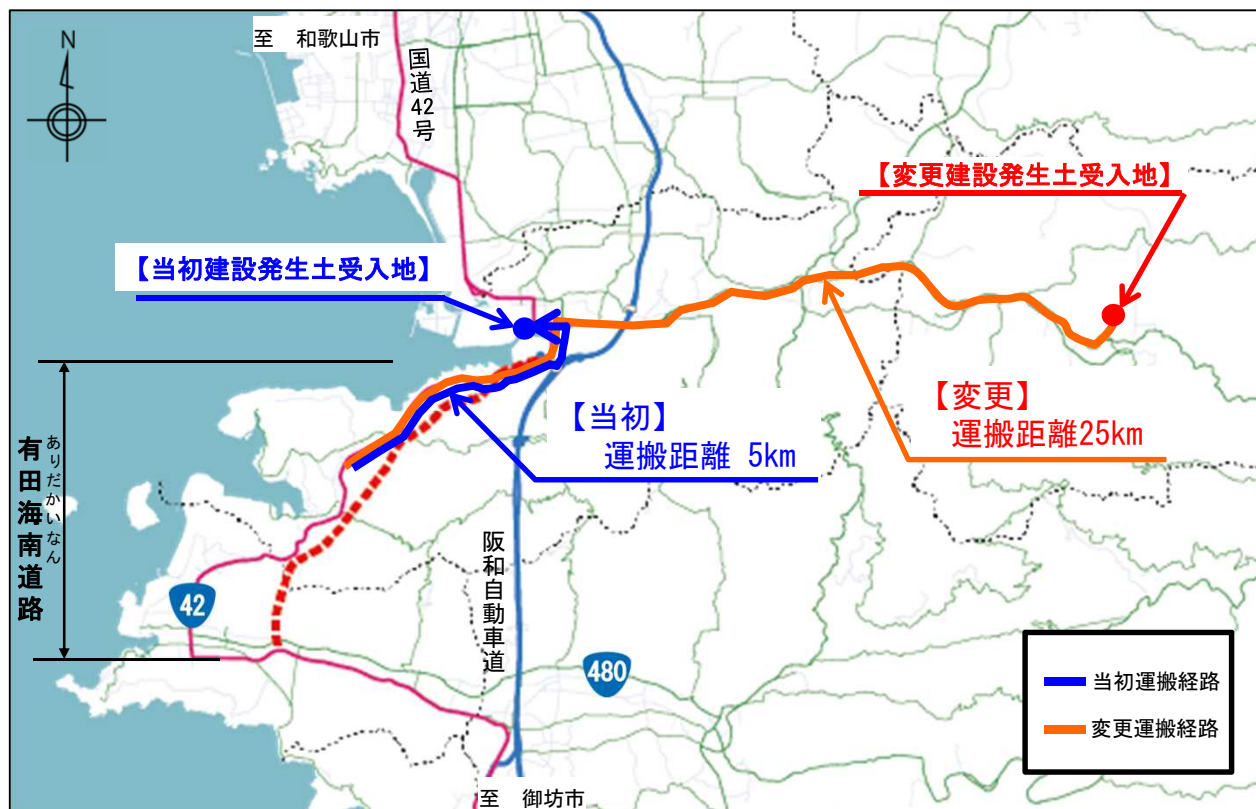 至　和歌山市
N
国道42号
【変更建設発生土受入地】
【当初建設発生土受入地】
【当初】
運搬距離 5km
【変更】
運搬距離25km
ありだかいなん
有田海南道路
阪和自動車道
42
480
当初運搬経路
変更運搬経路
至　御坊市